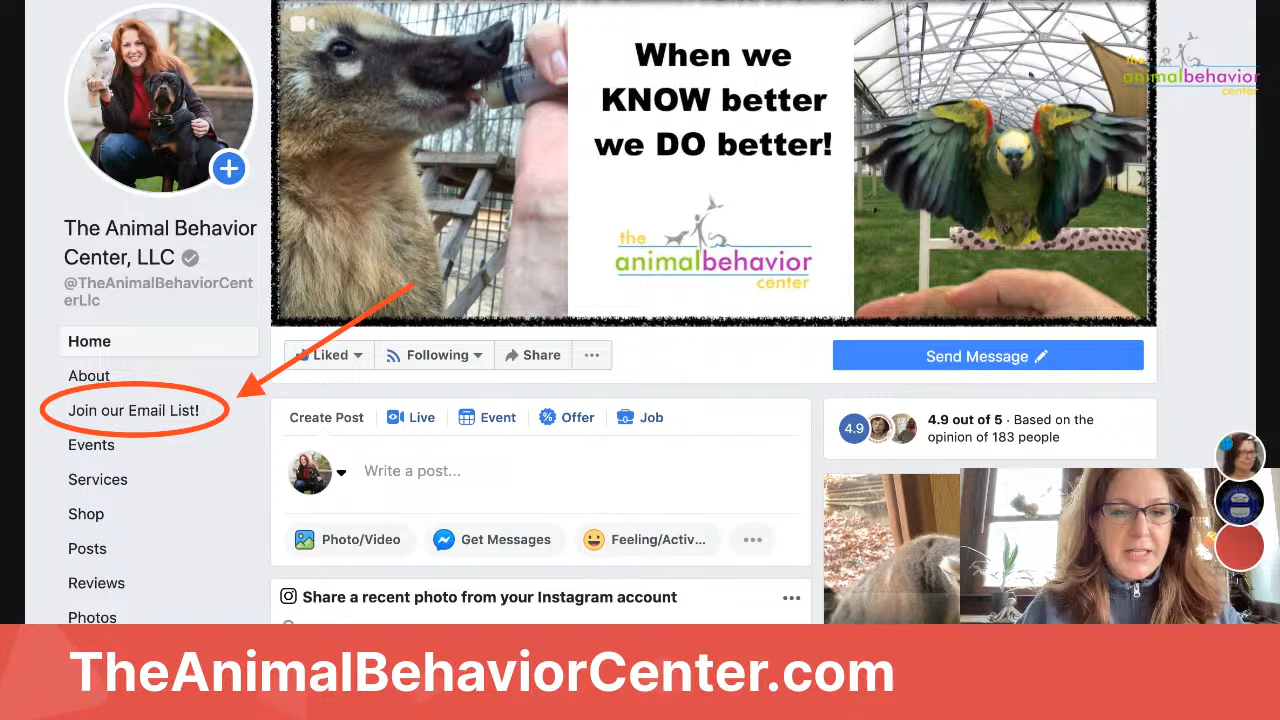 When we
KNOW better
we DO better!
the
animalbehavior
center
the
animalbehavior
center
The Animal Behavior
Center, LLC
@TheAnimalBehaviorCent
erLlc
Home
About
Join our Email List!
Events
Services
Shop
Posts
Reviews
Photos
Liked
Following
Share
...
Send Message
Create Post
Live
Event
Offer
Job
Write a post...
Photo/Video
Get Messages
Feeling/Activ...
Share a recent photo from your Instagram account
4.9
4.9 out of 5 · Based on the
opinion of 183 people
TheAnimalBehaviorCenter.com